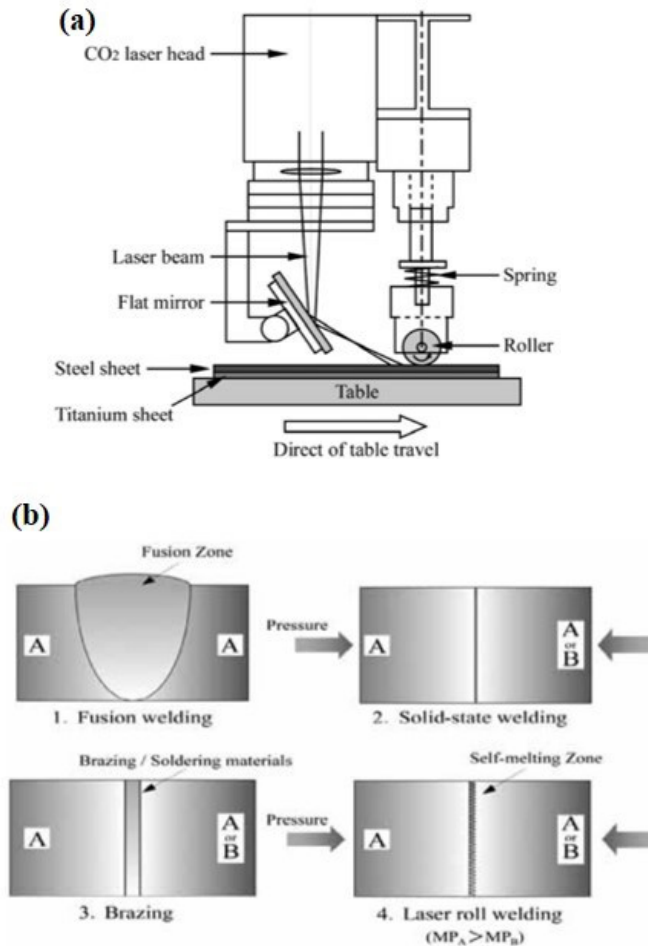 (a)
CO2 laser head
Laser beam
Flat mirror
Spring
Roller
Steel sheet
Titanium sheet
Table
Direct of table travel
(b)
Fusion Zone
A
A
1. Fusion welding
Pressure
A
A
or
B
2. Solid-state welding
Brazing / Soldering materials
A
A
or
B
3. Brazing
Self-melting Zone
Pressure
A
A
or
B
4. Laser roll welding
(MPA>MPB)